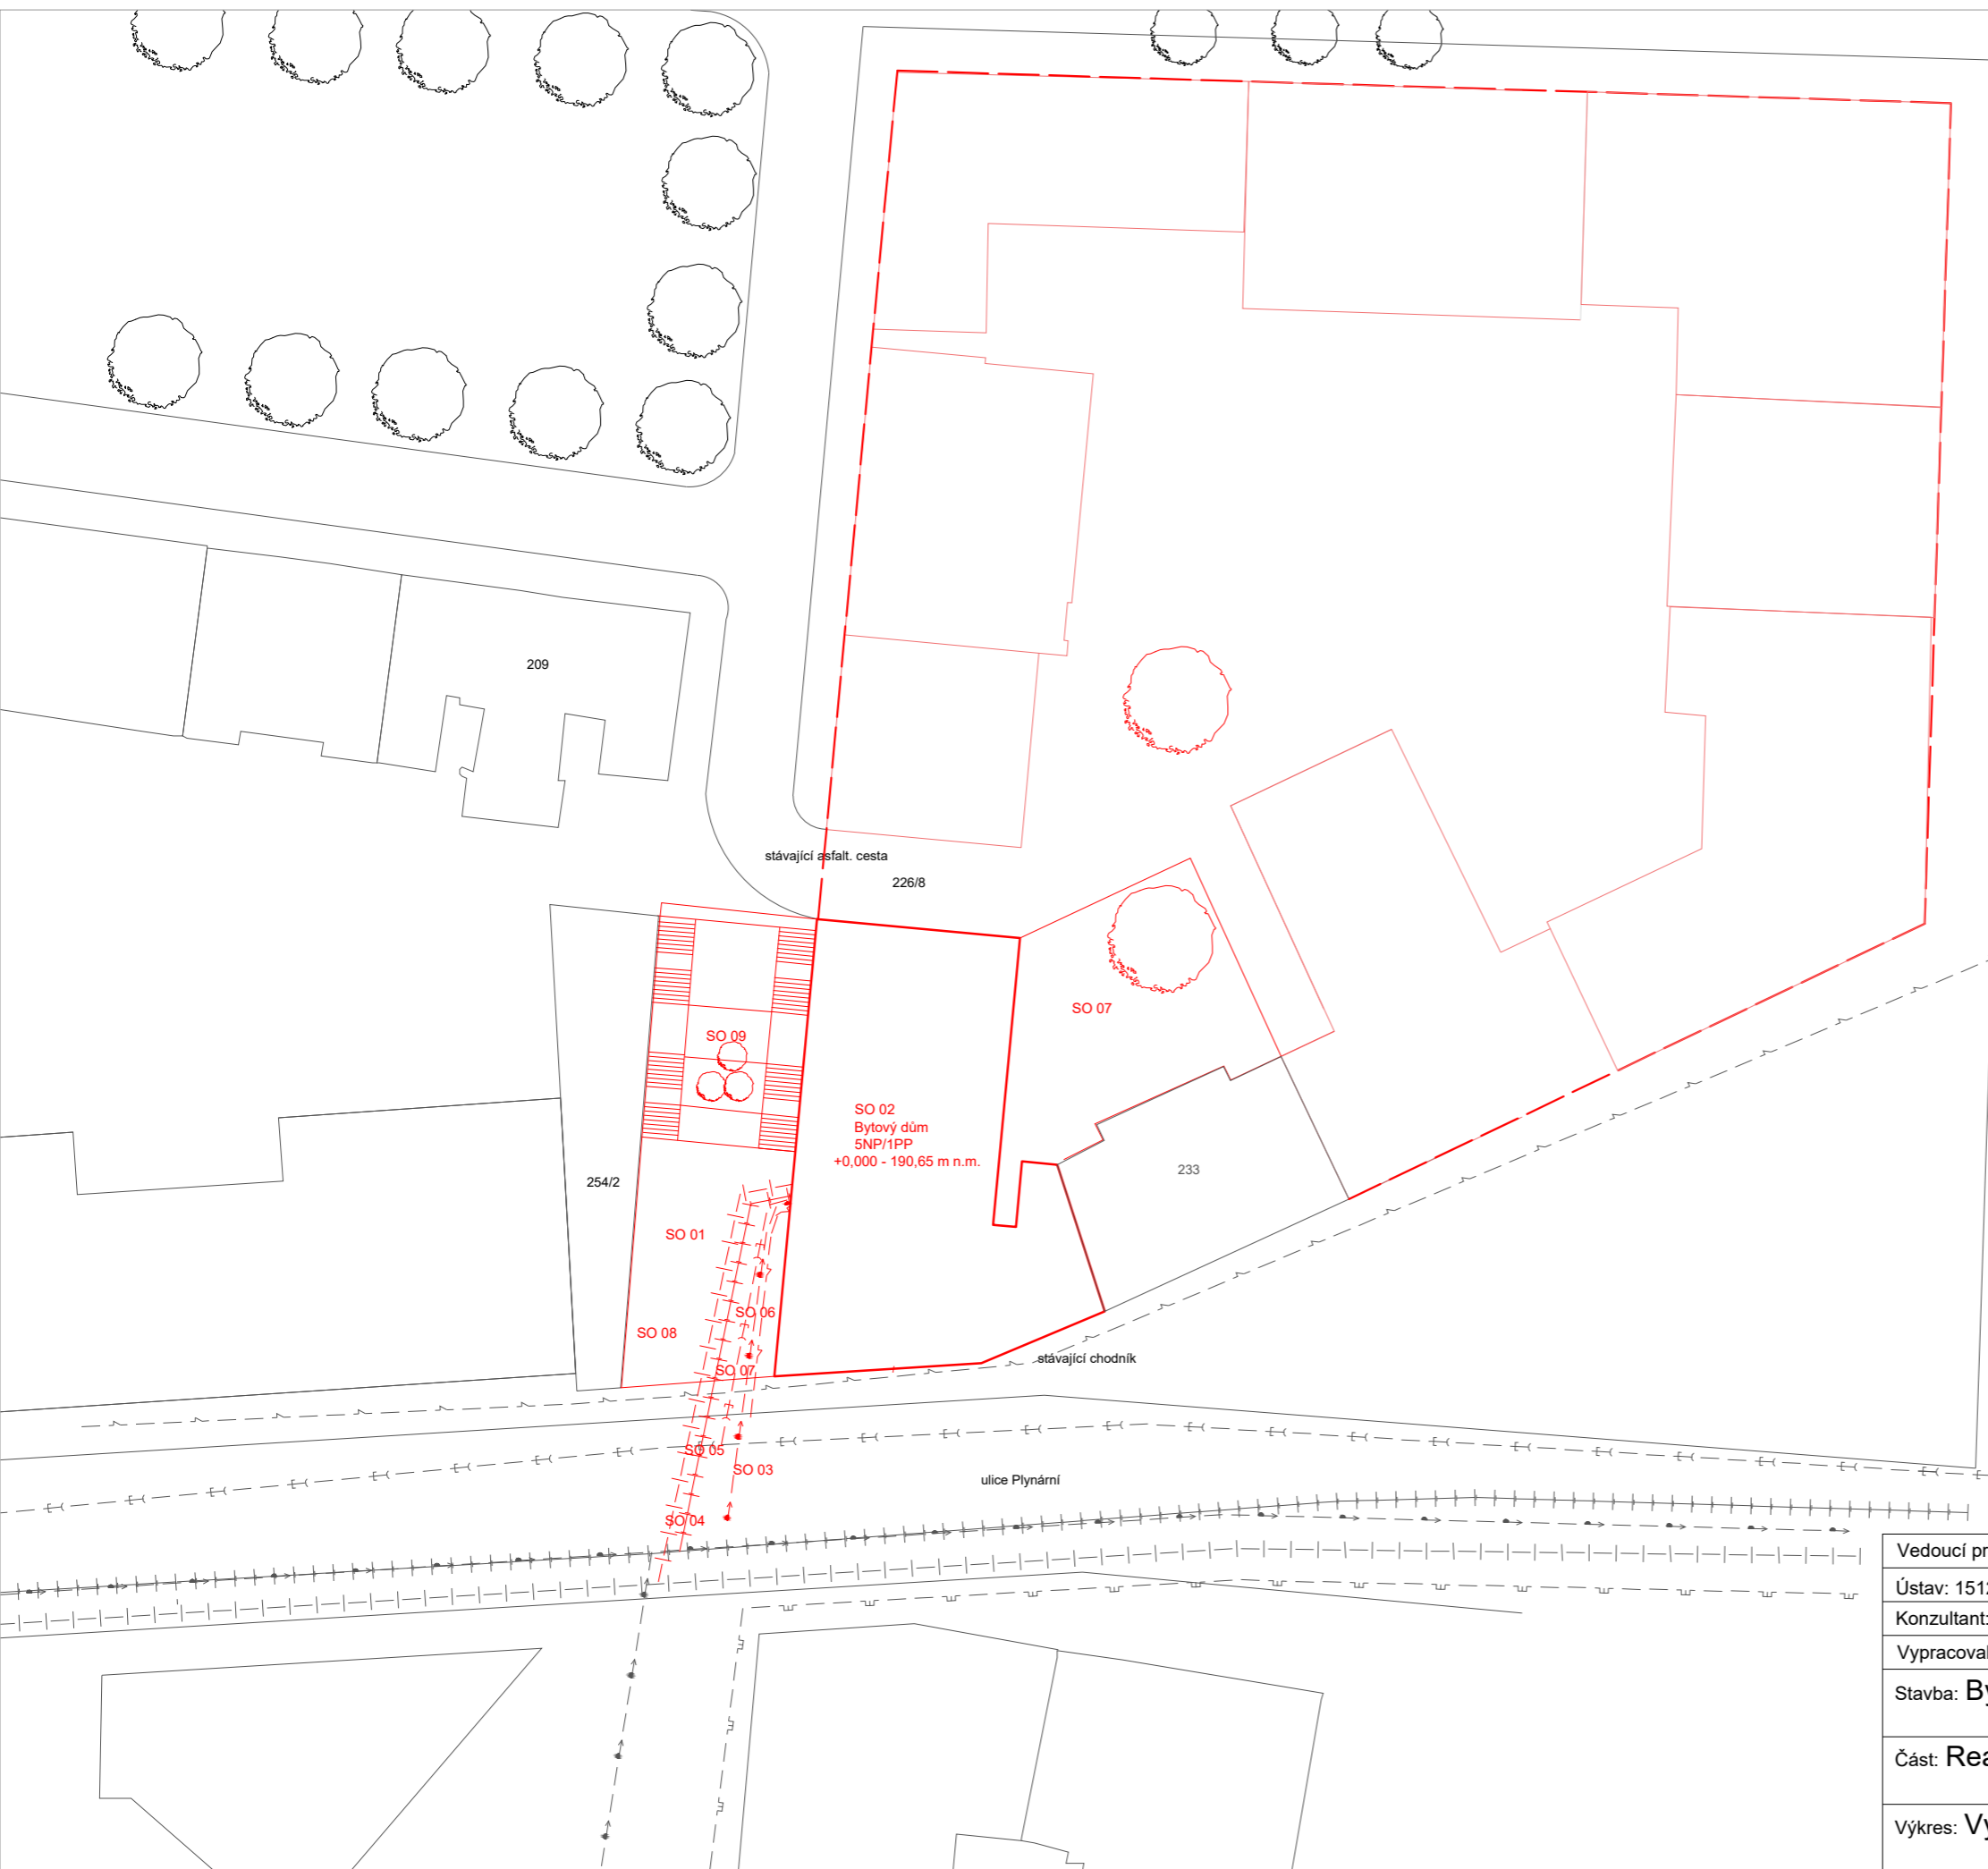 209
stávající asfalt. cesta
226/8
SO 07
SO 09
SO 02
Bytový dům
5NP/1PP
+0,000 - 190,65 m n.m.
233
254/2
SO 01
SO 06
SO 08
stávající chodník
SO 07
SO 05
SO 03
ulice Plynární
SO 04
Vedoucí pr
Ústav: 151
Konzultant:
Vypracoval
Stavba: By
Část: Rea
Výkres: Vy